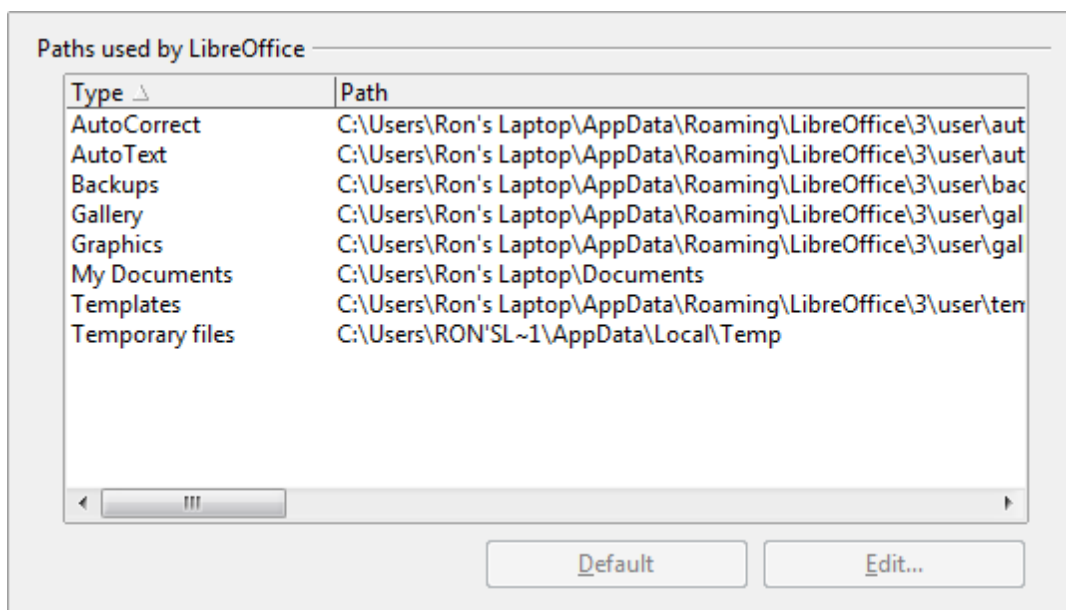 Paths used by LibreOffice
Type Path
AutoCorrect C:\Users\Ron's Laptop\AppData\Roaming\LibreOffice\3\user\aut
AutoText C:\Users\Ron's Laptop\AppData\Roaming\LibreOffice\3\user\aut
Backups C:\Users\Ron's Laptop\AppData\Roaming\LibreOffice\3\user\bac
Gallery C:\Users\Ron's Laptop\AppData\Roaming\LibreOffice\3\user\gal
Graphics C:\Users\Ron's Laptop\AppData\Roaming\LibreOffice\3\user\gal
My Documents C:\Users\Ron's Laptop\Documents
Templates C:\Users\Ron's Laptop\AppData\Roaming\LibreOffice\3\user\tem
Temporary files C:\Users\RON'SL~1\AppData\Local\Temp
Default Edit...